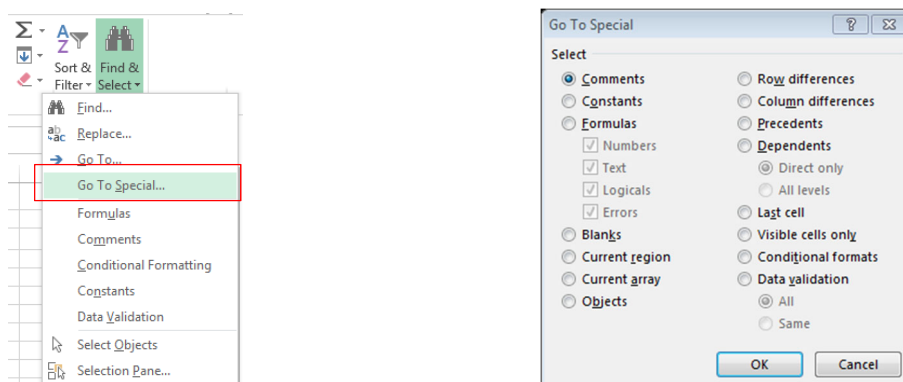 Σ
A
Z
Sort & Find &
Filter Select
Find...
ab
ac
Replace...
Go To...
Go To Special...
Formulas
Comments
Conditional Formatting
Constants
Data Validation
Select Objects
Selection Pane...
Go To Special
?
Select
Comments
Constants
Formulas
Numbers
Text
Logicals
Errors
Blanks
Current region
Current array
Objects
Row differences
Column differences
Precedents
Dependents
Direct only
All levels
Last cell
Visible cells only
Conditional formats
Data validation
All
Same
OK Cancel